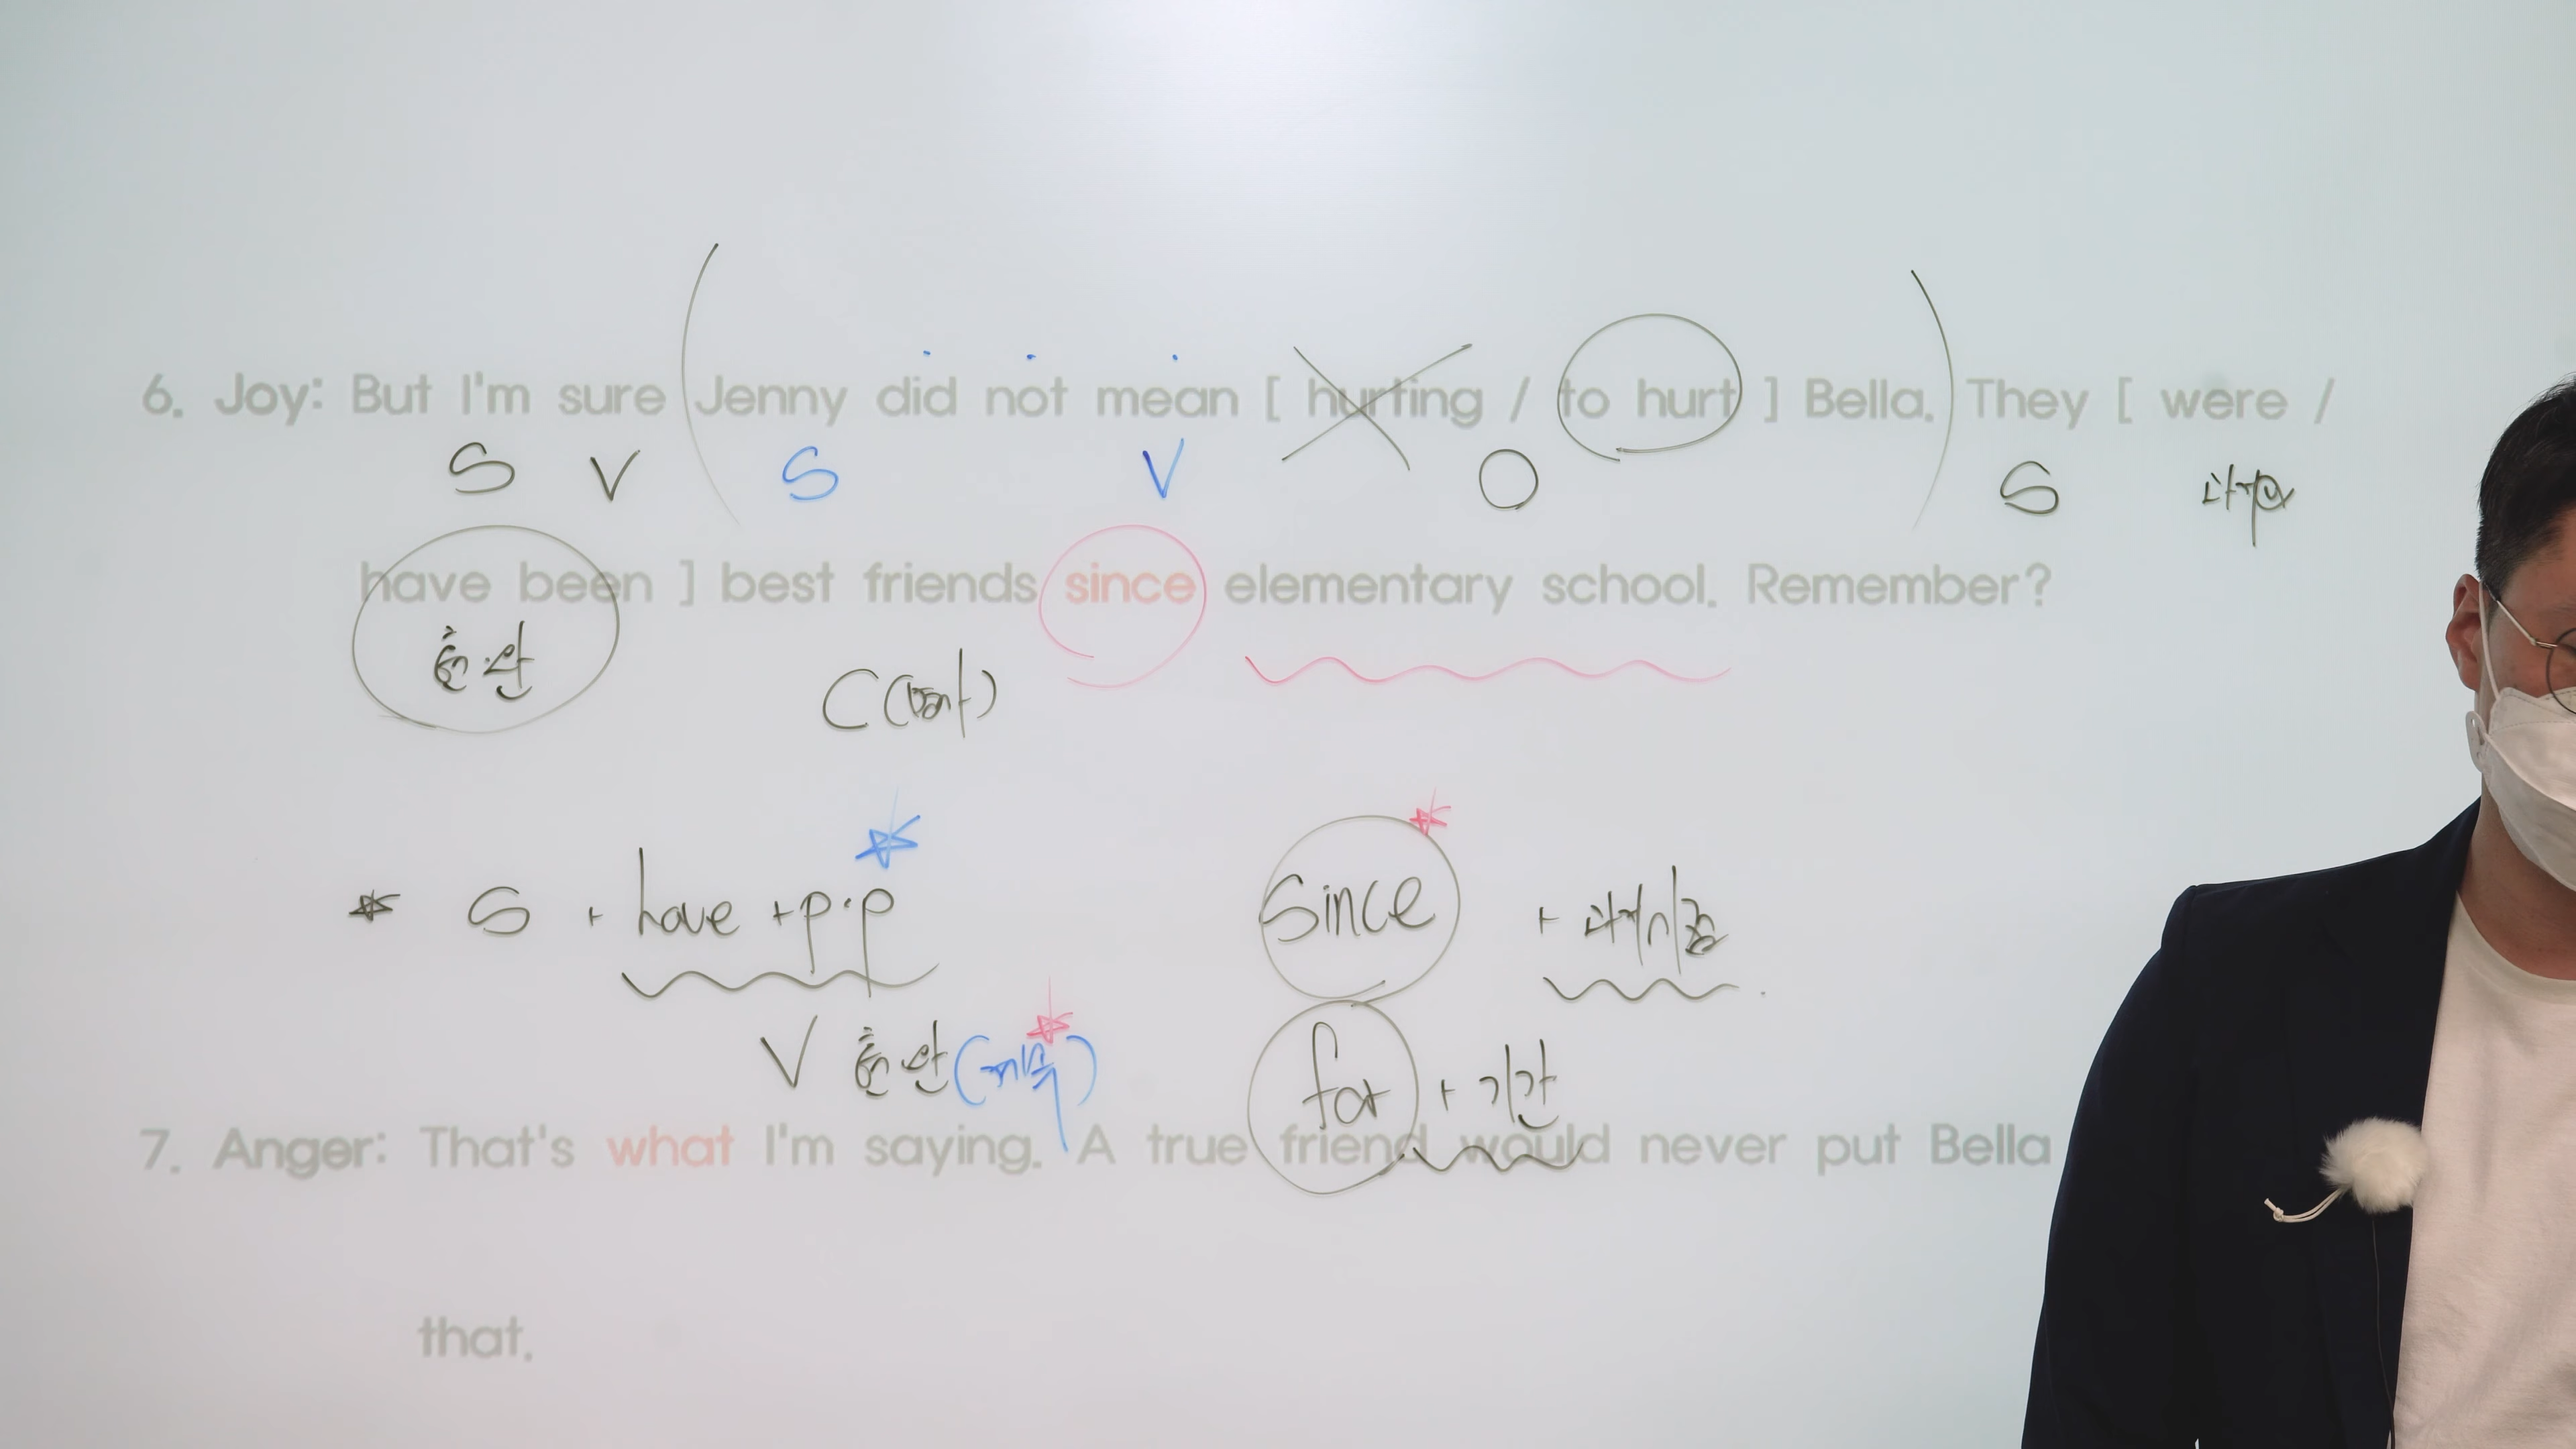 6. Joy: But I'm sure Jenny did not mean [ hurting / to hurt ] Bella. They [ were /
S V S V O S 과거
have been ] best friends since elementary school. Remember?
현·완
C (명사)
S + have + p.p since + 과거시점
V 현·완 (계속) for + 기간
7. Anger: That's what I'm saying. A true friend would never put Bella
that.